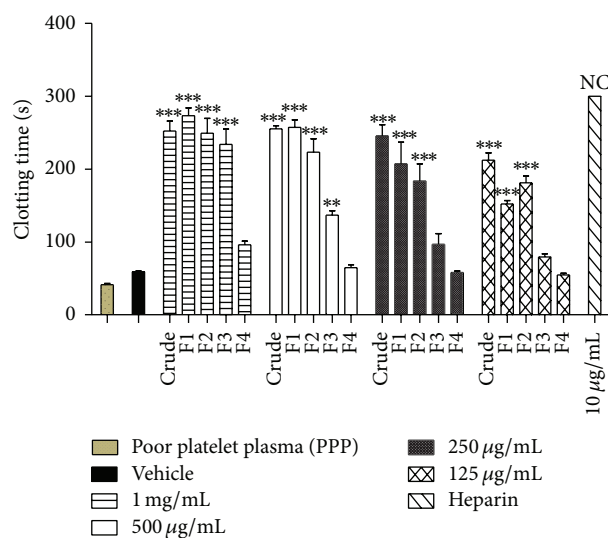 400
300
200
100
0
Clotting time (s)
***
***
***
***
***
***
***
**
***
***
***
***
***
***
NC
Crude
F1
F2
F3
F4
Crude
F1
F2
F3
F4
Crude
F1
F2
F3
F4
Crude
F1
F2
F3
F4
10 µg/mL
Poor platelet plasma (PPP)
Vehicle
1 mg/mL
500 µg/mL
250 µg/mL
125 µg/mL
Heparin